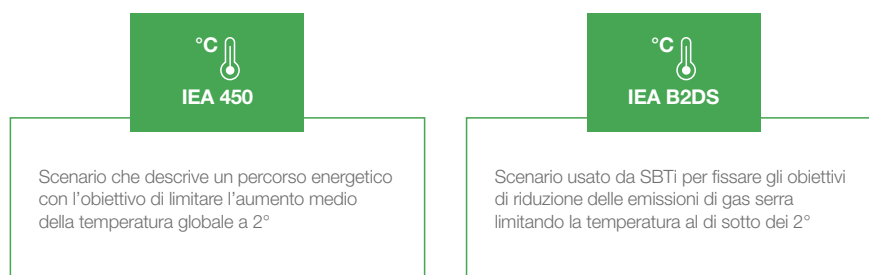 °C
IEA 450
Scenario che descrive un percorso energetico
con l'obiettivo di limitare l'aumento medio
della temperatura globale a 2°
°C
IEA B2DS
Scenario usato da SBTi per fissare gli obiettivi
di riduzione delle emissioni di gas serra
limitando la temperatura al di sotto dei 2°